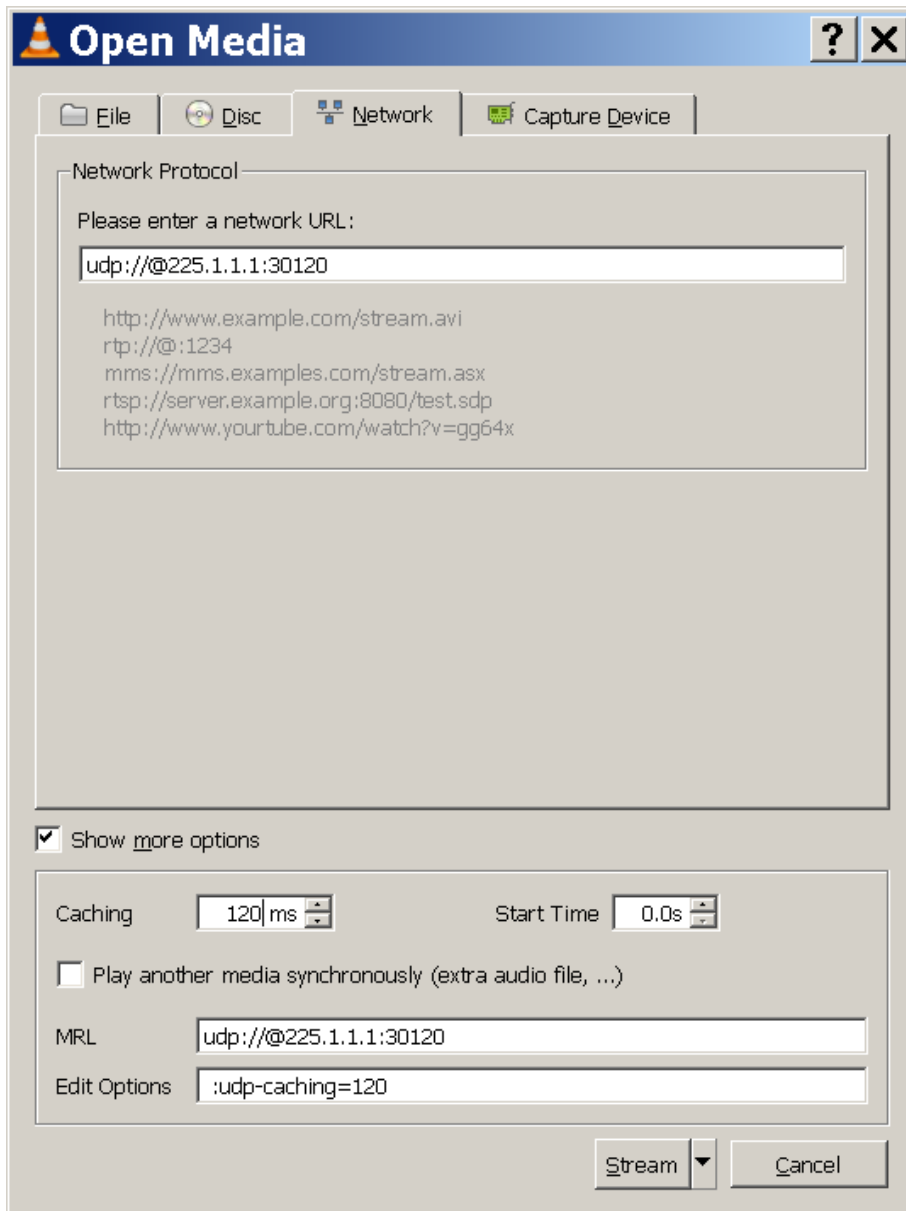 Open Media
File Disc Network Capture Device
Network Protocol
Please enter a network URL:
udp://@225.1.1.1:30120
http://www.example.com/stream.avi
rtp://@:1234
mms://mms.examples.com/stream.asx
rtsp://server.example.org:8080/test.sdp
http://www.yourtube.com/watch?v=gg64x
Show more options
Caching 120 ms Start Time 0.0s
Play another media synchronously (extra audio file, ...)
MRL udp://@225.1.1.1:30120
Edit Options :udp-caching=120
Stream Cancel